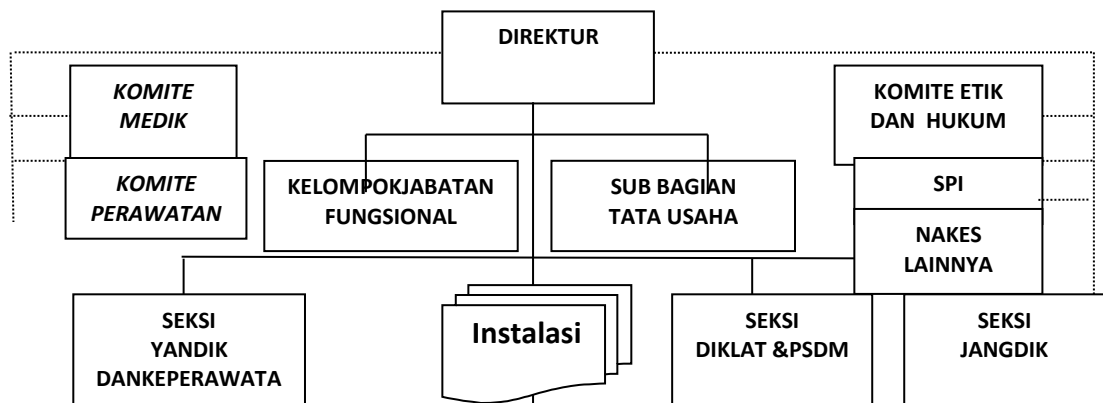 DIREKTUR
KOMITE
MEDIK
KOMITE ETIK
DAN HUKUM
KOMITE
PERAWATAN
KELOMPOKJABATAN
FUNGSIONAL
SUB BAGIAN
TATA USAHA
SPI
NAKES
LAINNYA
SEKSI
YANDIK
DANKEPERAWATA
Instalasi
SEKSI
DIKLAT &PSDM
SEKSI
JANGDIK